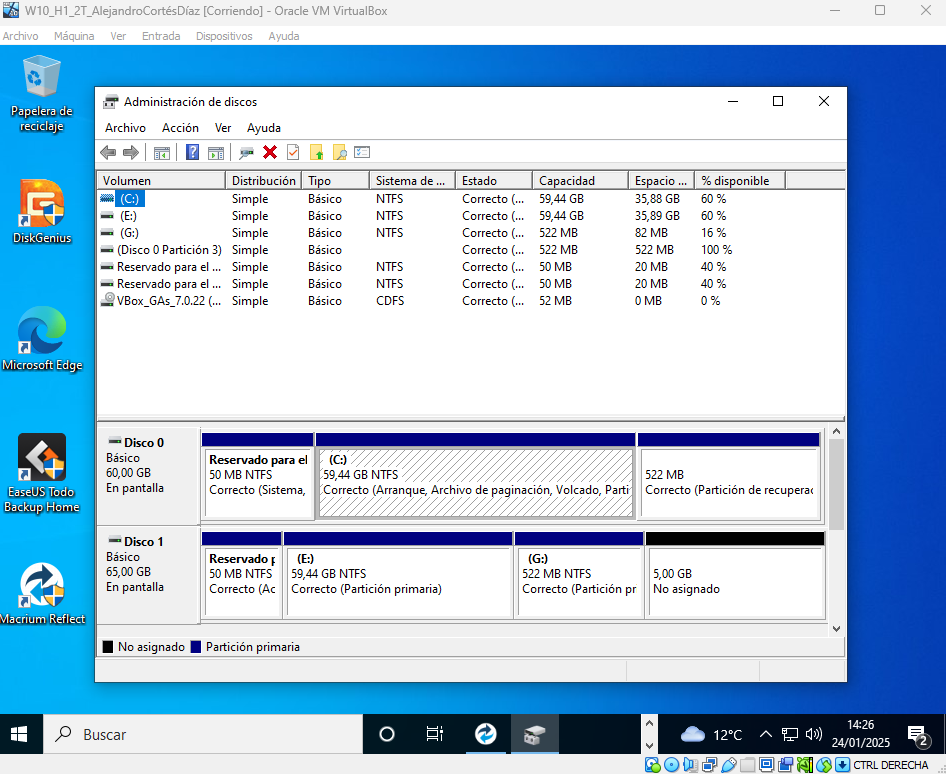 W10_H1_2T_AlejandroCortésDíaz [Corriendo] - Oracle VM VirtualBox
Archivo Máquina Ver Entrada Dispositivos Ayuda
Papelera de
reciclaje
DiskGenius
Microsoft Edge
EaseUS Todo
Backup Home
Macrium Reflect
Administración de discos
Archivo Acción Ver Ayuda
Volumen Distribución Tipo Sistema de ... Estado Capacidad Espacio ... % disponible
(C:) Simple Básico NTFS Correcto (... 59,44 GB 35,88 GB 60 %
(E:) Simple Básico NTFS Correcto (... 59,44 GB 35,89 GB 60 %
(G:) Simple Básico NTFS Correcto (... 522 MB 82 MB 16 %
(Disco 0 Partición 3) Simple Básico Correcto (... 522 MB 522 MB 100 %
Reservado para el ... Simple Básico NTFS Correcto (... 50 MB 20 MB 40 %
Reservado para el ... Simple Básico NTFS Correcto (... 50 MB 20 MB 40 %
VBox_GAs_7.0.22 (... Simple Básico CDFS Correcto (... 52 MB 0 MB 0 %
Disco 0
Básico
60,00 GB
En pantalla
Reservado para el
50 MB NTFS
Correcto (Sistema,
(C:)
59,44 GB NTFS
Correcto (Arranque, Archivo de paginación, Volcado, Parti
522 MB
Correcto (Partición de recuperac
Disco 1
Básico
65,00 GB
En pantalla
Reservado p
50 MB NTFS
Correcto (Ac
(E:)
59,44 GB NTFS
Correcto (Partición primaria)
(G:)
522 MB NTFS
Correcto (Partición pr
5,00 GB
No asignado
No asignado Partición primaria
Buscar
12°C
14:26
24/01/2025
2
CTRL DERECHA